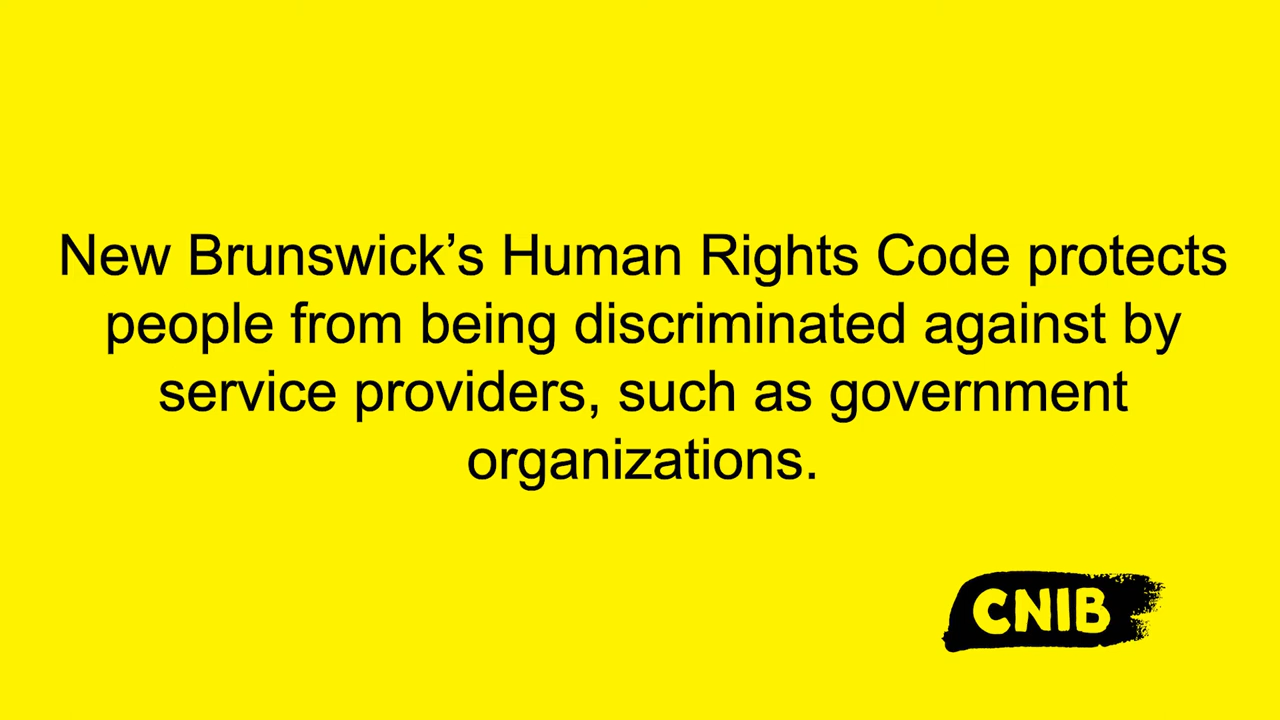 New Brunswick’s Human Rights Code protects
people from being discriminated against by
service providers, such as government
organizations.
CNIB